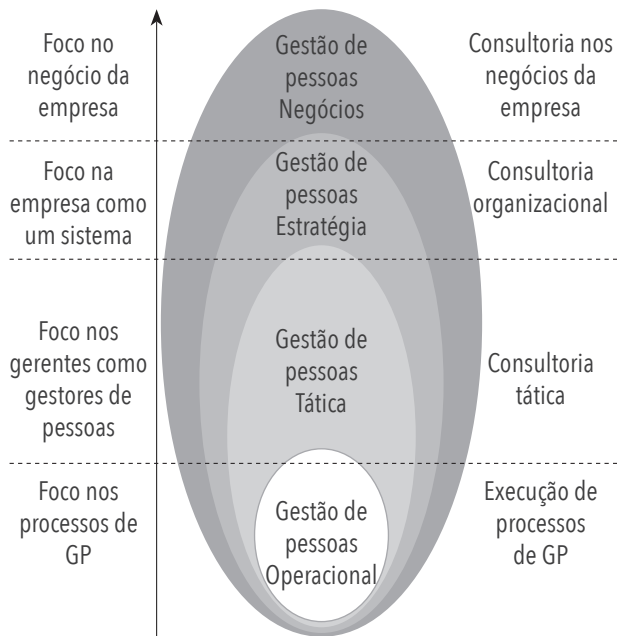 Foco no
negócio da
empresa
Gestão de
pessoas
Negócios
Consultoria nos
negócios da
empresa
Foco na
empresa como
um sistema
Gestão de
pessoas
Estratégia
Consultoria
organizacional
Foco nos
gerentes como
gestores de
pessoas
Gestão de
pessoas
Tática
Consultoria
tática
Foco nos
processos de
GP
Gestão de
pessoas
Operacional
Execução de
processos
de GP